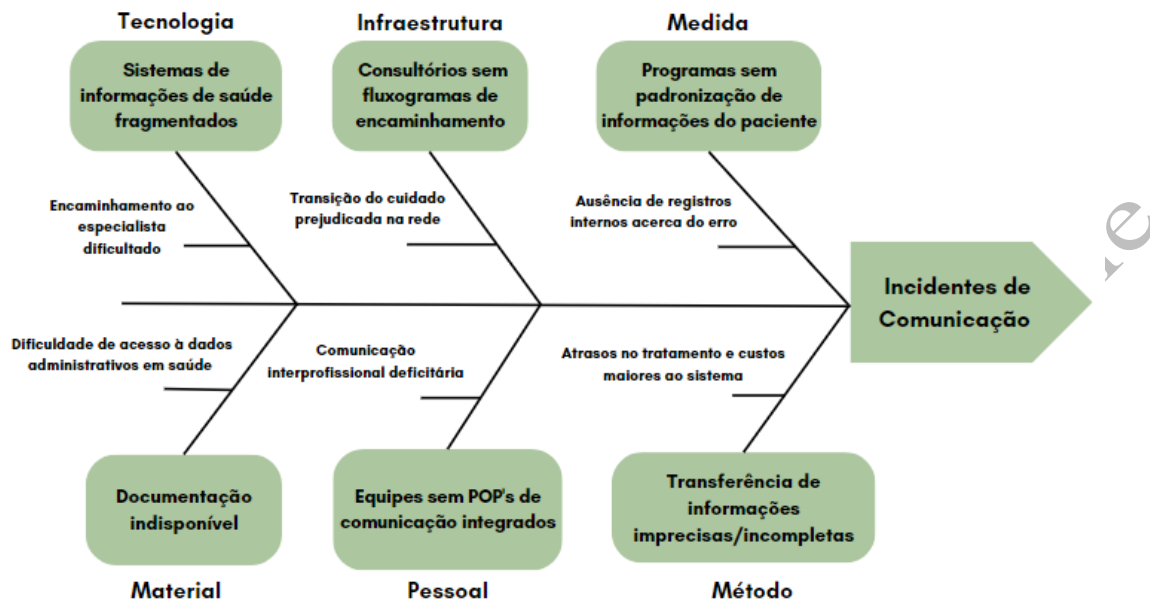 Tecnologia
Infraestrutura
Medida
Sistemas de
informações de saúde
fragmentados
Consultórios sem
fluxogramas de
encaminhamento
Programas sem
padronização de
informações do paciente
Encaminhamento ao
especialista
dificultado
Transição do cuidado
prejudicada na rede
Ausência de registros
internos acerca do erro
Incidentes de
Comunicação
Dificuldade de acesso à dados
administrativos em saúde
Comunicação
interprofissional deficitária
Atrasos no tratamento e custos
maiores ao sistema
Documentação
indisponível
Equipes sem POP's de
comunicação integrados
Transferência de
informações
imprecisas/incompletas
Material
Pessoal
Método